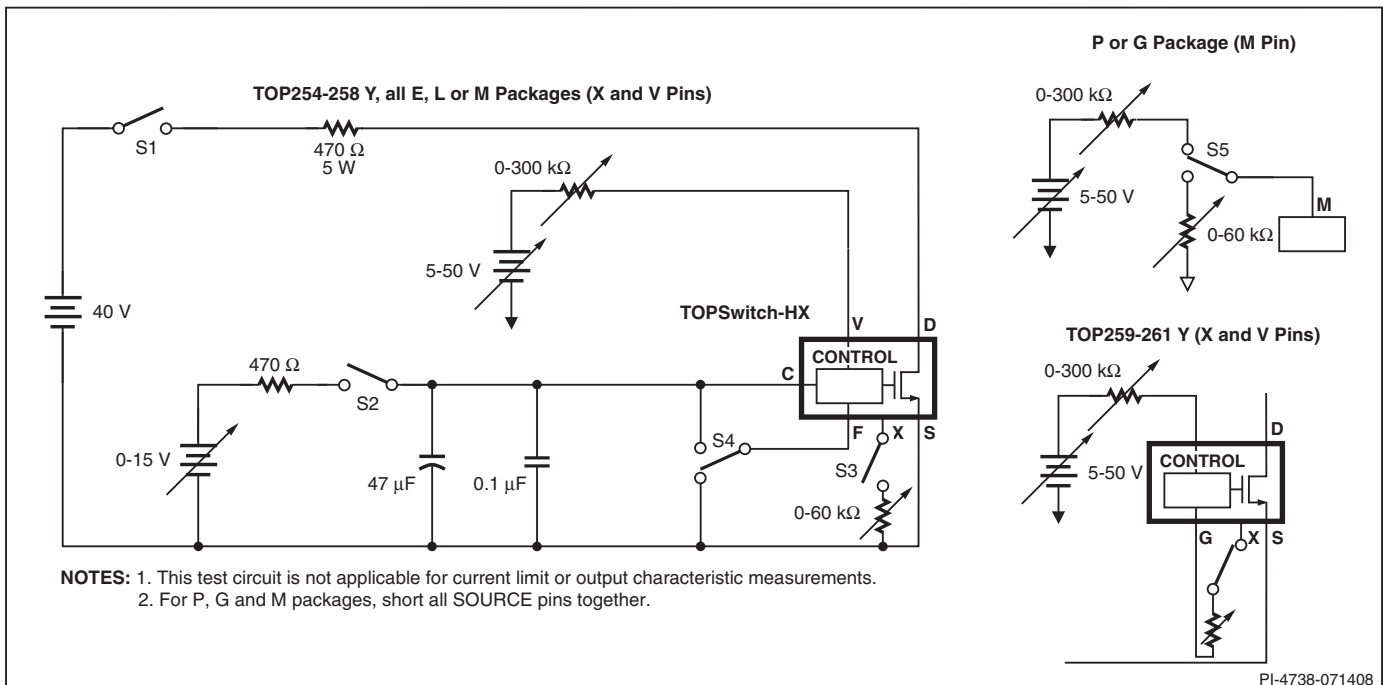 TOP254-258 Y, all E, L or M Packages (X and V Pins)
S1
470 Ω
5 W
0-300 kΩ
5-50 V
40 V
TOPSwitch-HX
V
D
CONTROL
C
470 Ω
S2
F
X
S
S4
S3
0-15 V
47 μF
0.1 μF
0-60 kΩ
P or G Package (M Pin)
0-300 kΩ
S5
5-50 V
M
0-60 kΩ
TOP259-261 Y (X and V Pins)
0-300 kΩ
D
5-50 V
CONTROL
G
X
S
NOTES: 1. This test circuit is not applicable for current limit or output characteristic measurements.
2. For P, G and M packages, short all SOURCE pins together.
PI-4738-071408